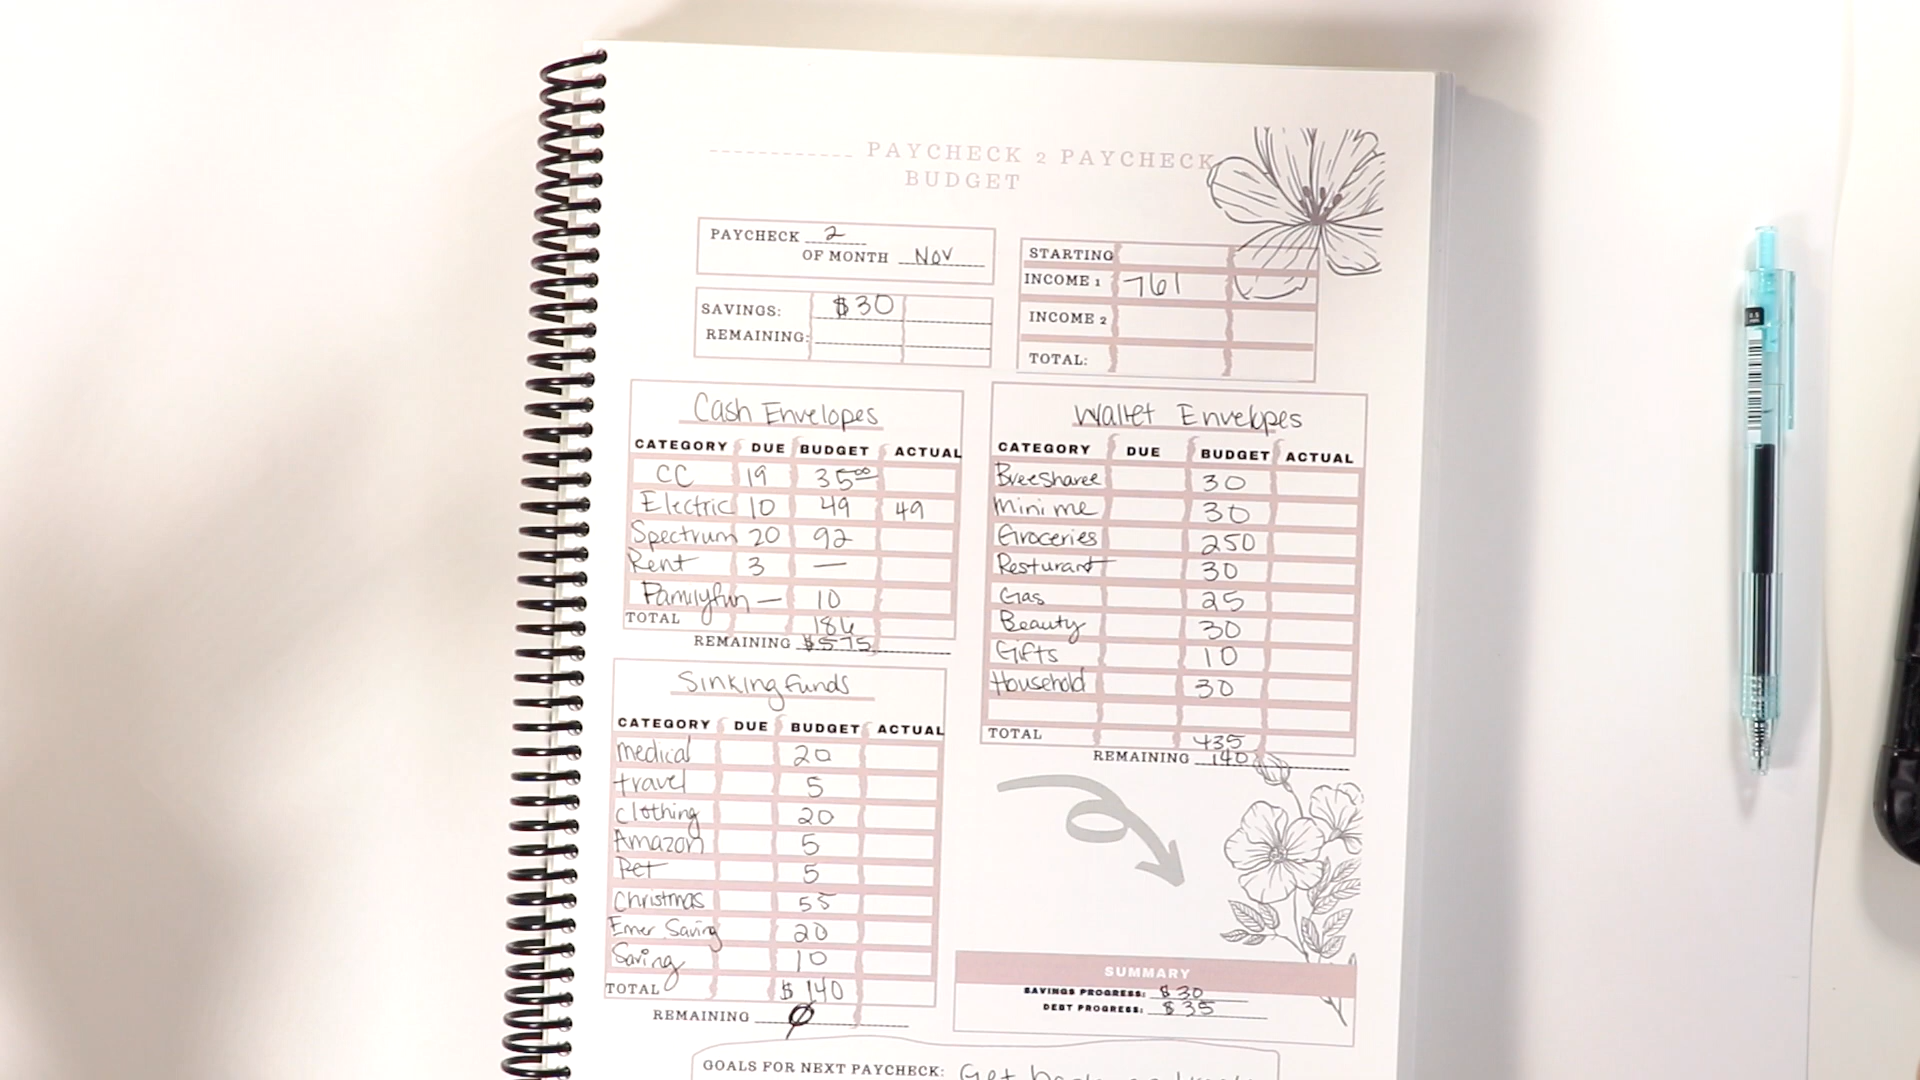 PAYCHECK 2 PAYCHECK
BUDGET
PAYCHECK 2
OF MONTH Nov
SAVINGS: $30
REMAINING:
STARTING
INCOME 1 761
INCOME 2
TOTAL:
Cash Envelopes
CATEGORY DUE BUDGET ACTUAL
CC 19 35.00
Electric 10 49 49
Spectrum 20 92
Rent 3 —
Familyfun — 10
TOTAL 186
REMAINING $575
Wallet Envelopes
CATEGORY DUE BUDGET ACTUAL
Breesharee 30
Mini me 30
Groceries 250
Resturant 30
Gas 25
Beauty 30
Gifts 10
Household 30
TOTAL 435
REMAINING 140
Sinking funds
CATEGORY DUE BUDGET ACTUAL
medical 20
travel 5
clothing 20
Amazon 5
Pet 5
Christmas 55
Emer. Saving 20
Saving 10
TOTAL $140
REMAINING 0
SUMMARY
SAVINGS PROGRESS: $30
DEBT PROGRESS: $35
GOALS FOR NEXT PAYCHECK: Get